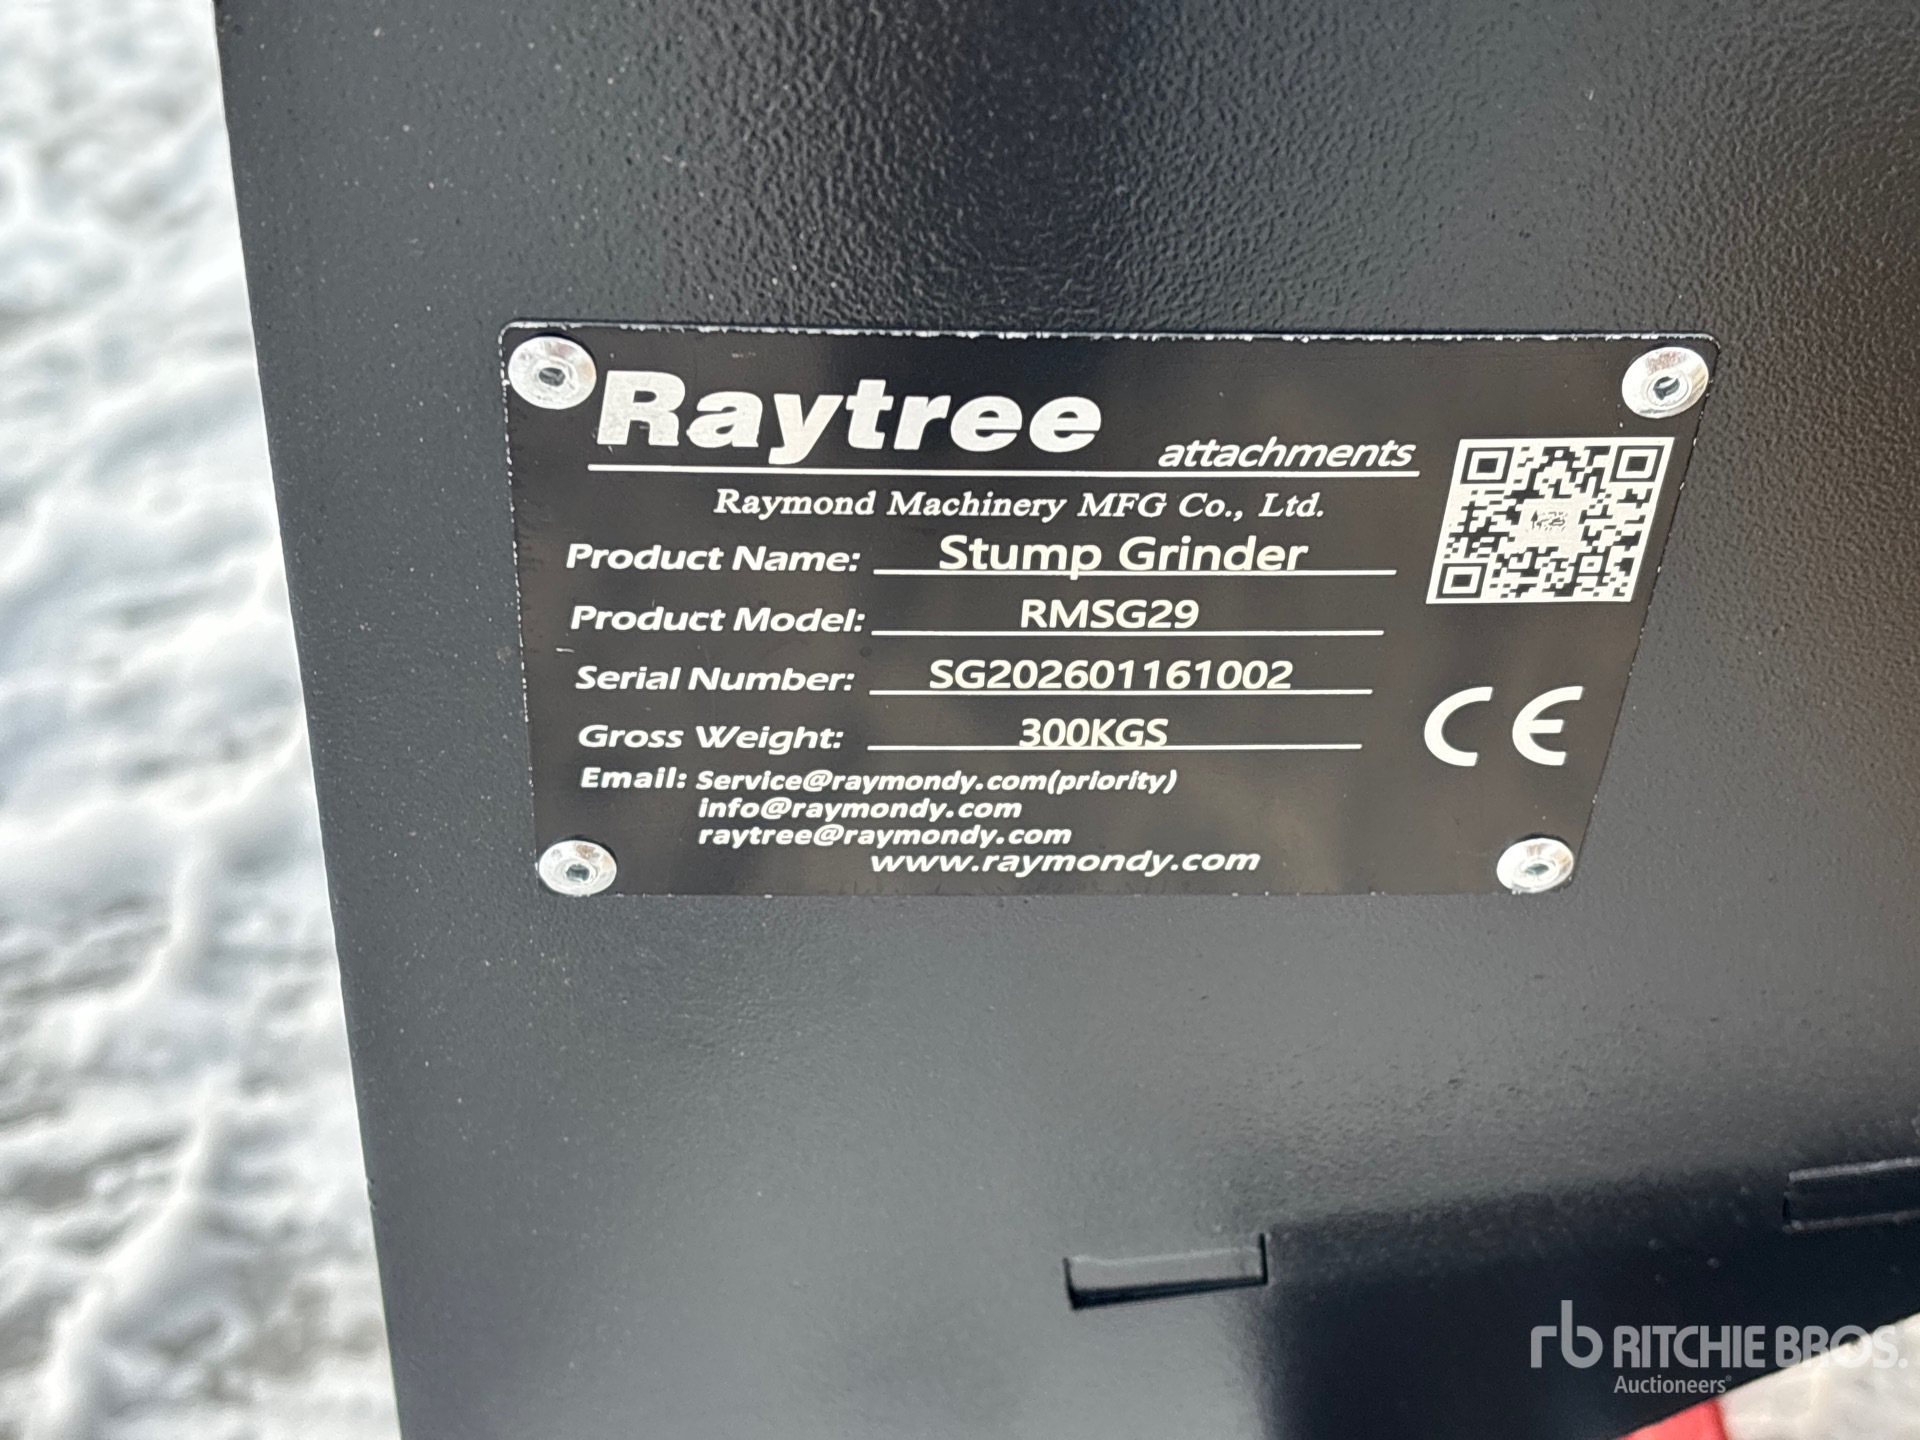 Raytree attachments
Raymond Machinery MFG Co., Ltd.
Product Name: Stump Grinder
Product Model: RMSG29
Serial Number: SG202601161002
Gross Weight: 300KGS
Email: Service@raymondy.com(priority)
info@raymondy.com
raytree@raymondy.com
www.raymondy.com
CE
rb RITCHIE BROS.
Auctioneers®